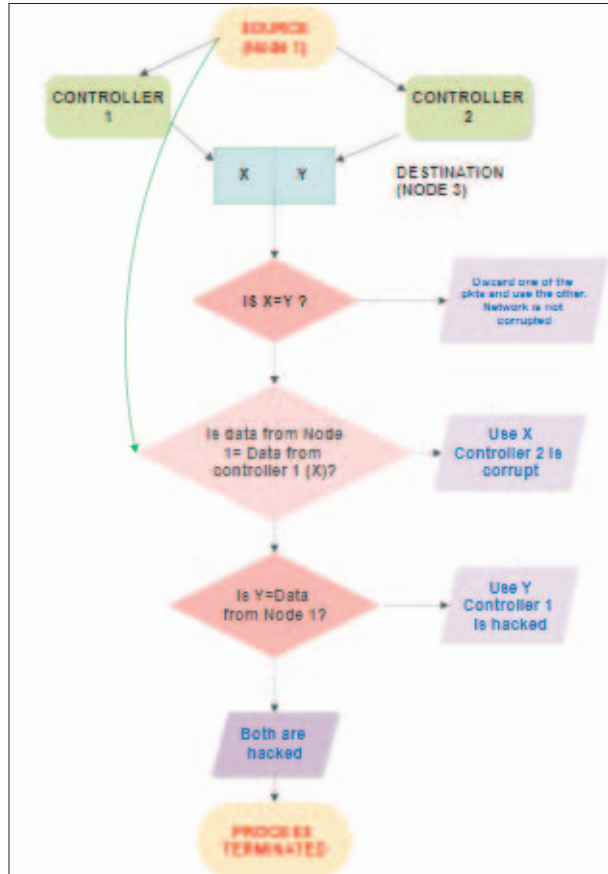 SOURCE
CONTROLLER
1
CONTROLLER
2
X Y
DESTINATION
(NODE 3)
IS X=Y ?
Discard one of the
pkts and use the other.
Network is not
corrupted
Is data from Node
1= Data from
controller 1 (X)?
Use X
Controller 2 is
corrupt
Is Y=Data
from Node 1?
Use Y
Controller 1
is hacked
Both are
hacked
PROCESS
TERMINATED